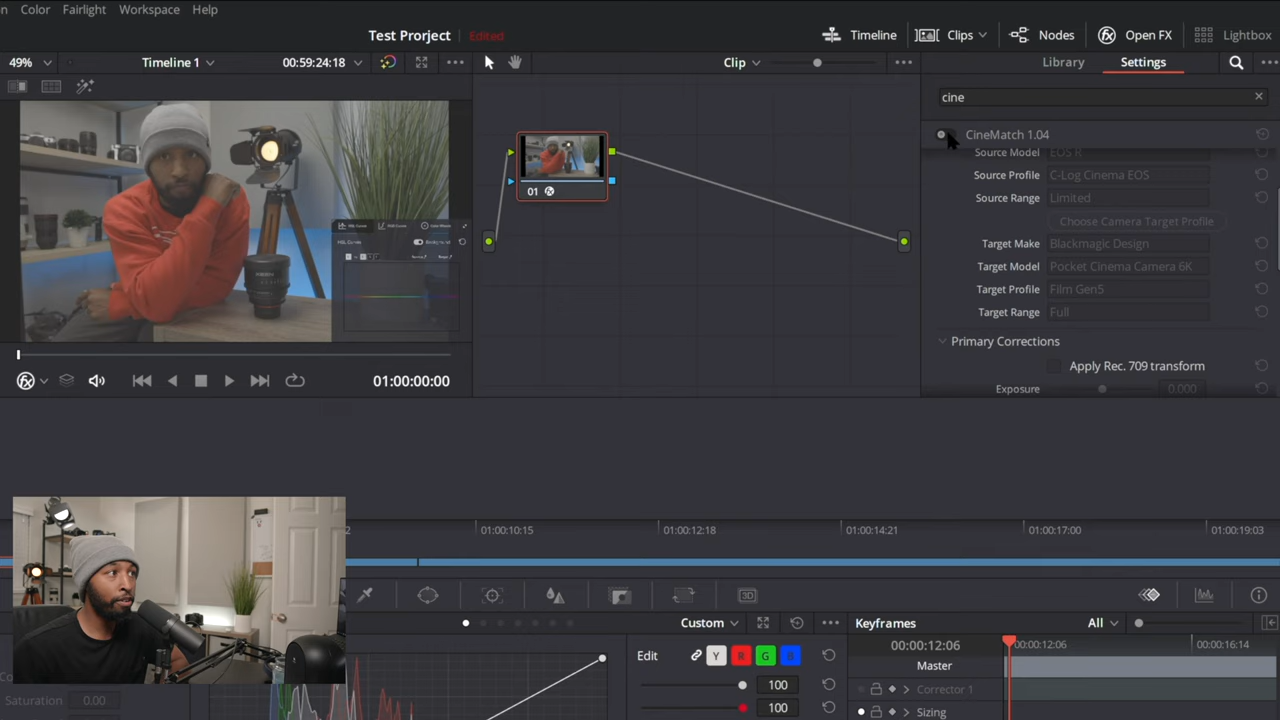 Color Fairlight Workspace Help
Test Prorject Edited
Timeline Clips Nodes Open FX Lightbox
49% Timeline 1 00:59:24:18 Clip Library Settings
cine
CineMatch 1.04
Source Model EOS R
Source Profile C-Log Cinema EOS
Source Range Limited
Choose Camera Target Profile
Target Make Blackmagic Design
Target Model Pocket Cinema Camera 6K
Target Profile Film Gen5
Target Range Full
Primary Corrections
Apply Rec. 709 transform
Exposure 0.000
01
01:00:00:00
01:00:10:15 01:00:12:18 01:00:14:21 01:00:17:00 01:00:19:03
3D
Custom Keyframes All
Edit Y R G B
00:00:12:06 00:00:12:06 00:00:16:14
Master
100
Corrector 1
100
Sizing
Saturation 0.00